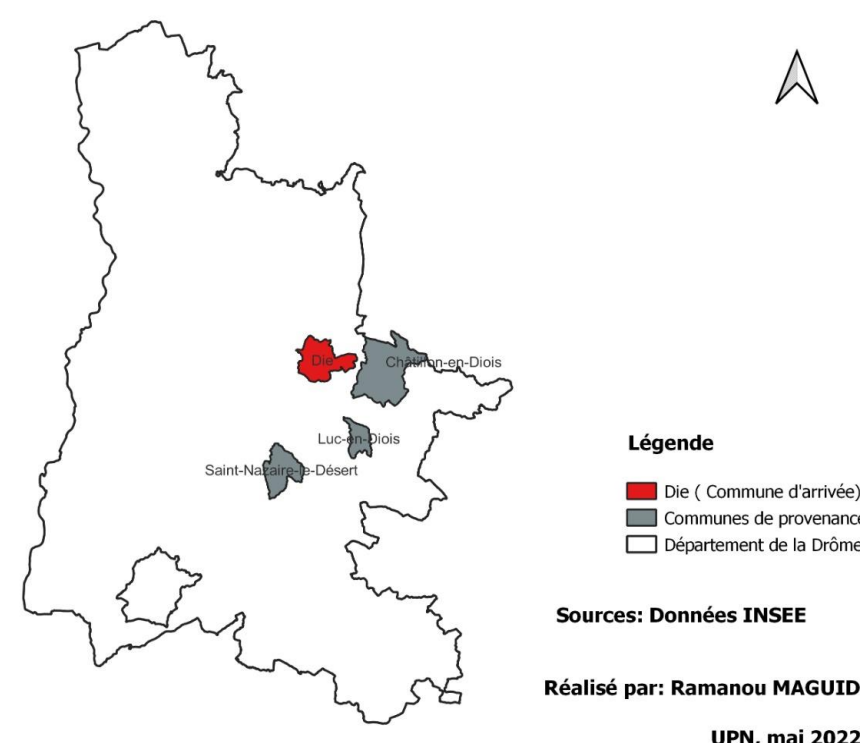 Die
Châtillon-en-Diois
Luc-en-Diois
Saint-Nazaire-le-Désert
Légende
Die ( Commune d'arrivée)
Communes de provenance
Département de la Drôme
Sources: Données INSEE
Réalisé par: Ramanou MAGUID
UPN, mai 2022